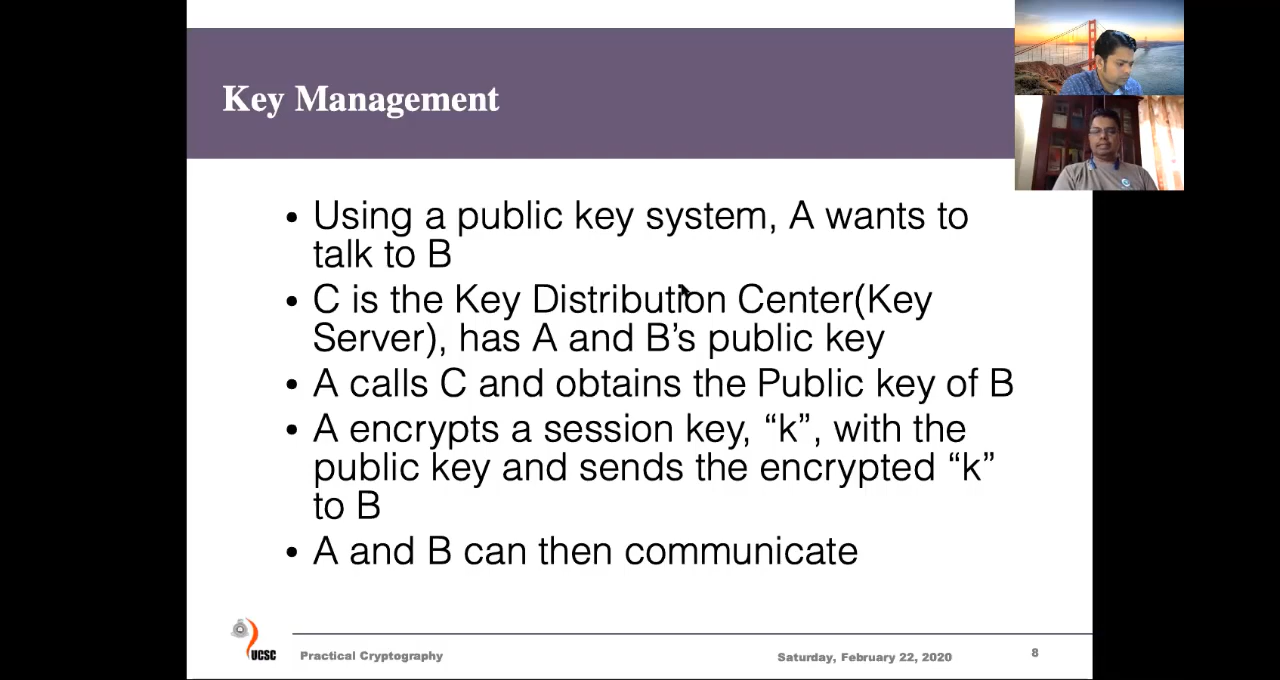 Key Management
• Using a public key system, A wants to
talk to B
• C is the Key Distribution Center(Key
Server), has A and B’s public key
• A calls C and obtains the Public key of B
• A encrypts a session key, “k”, with the
public key and sends the encrypted “k”
to B
• A and B can then communicate
UCSC
Practical Cryptography
Saturday, February 22, 2020
8